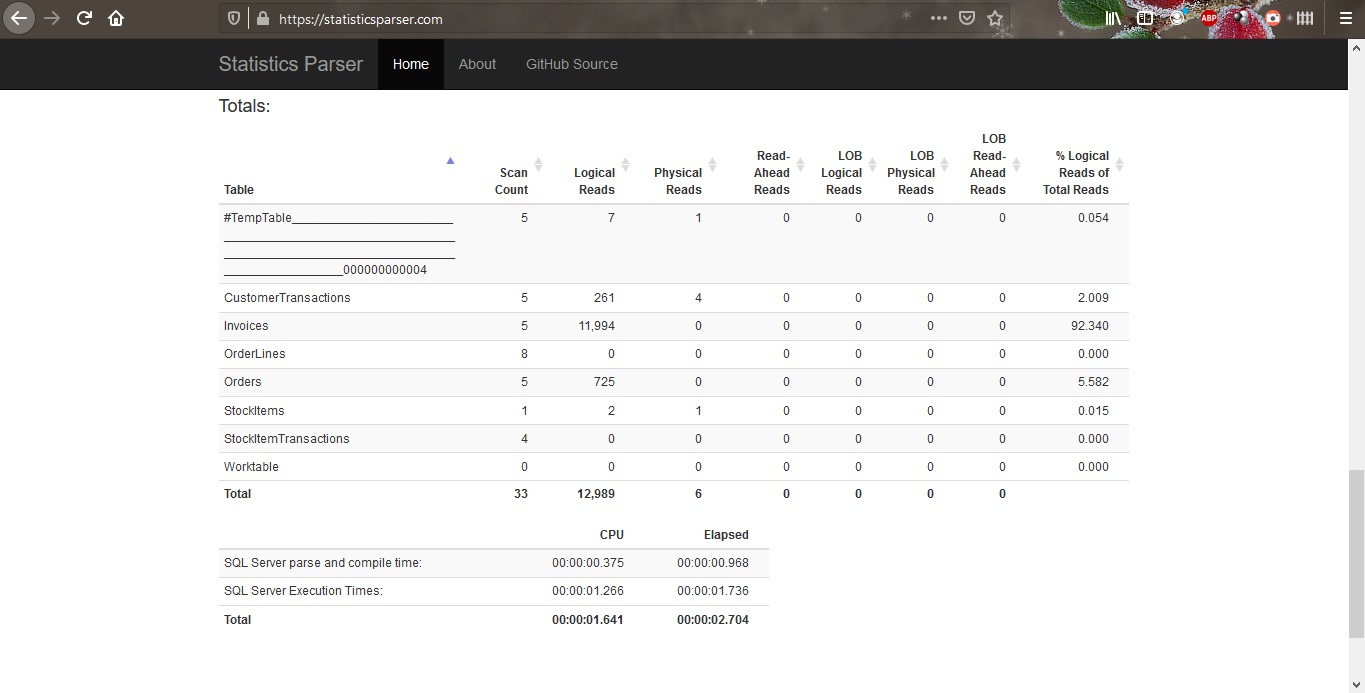 https://statisticsparser.com
ABP
Statistics Parser Home About GitHub Source
Totals:
Table Scan Count Logical Reads Physical Reads Read-Ahead Reads LOB Logical Reads LOB Physical Reads LOB Read-Ahead Reads % Logical Reads of Total Reads
#TempTable_______________________ 5 7 1 0 0 0 0 0.054
_________________________________
_________________________________
_________________000000000004
CustomerTransactions 5 261 4 0 0 0 0 2.009
Invoices 5 11,994 0 0 0 0 0 92.340
OrderLines 8 0 0 0 0 0 0 0.000
Orders 5 725 0 0 0 0 0 5.582
StockItems 1 2 1 0 0 0 0 0.015
StockItemTransactions 4 0 0 0 0 0 0 0.000
Worktable 0 0 0 0 0 0 0 0.000
Total 33 12,989 6 0 0 0 0
CPU Elapsed
SQL Server parse and compile time: 00:00:00.375 00:00:00.968
SQL Server Execution Times: 00:00:01.266 00:00:01.736
Total 00:00:01.641 00:00:02.704